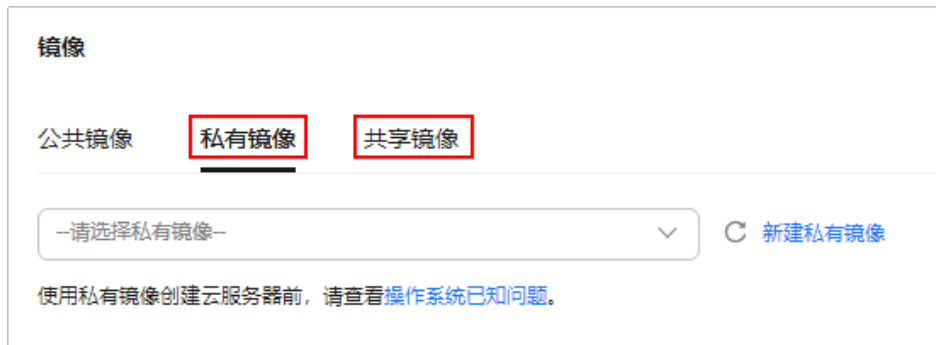 镜像
公共镜像 私有镜像 共享镜像
--请选择私有镜像-- 新建私有镜像
使用私有镜像创建云服务器前，请查看操作系统已知问题。